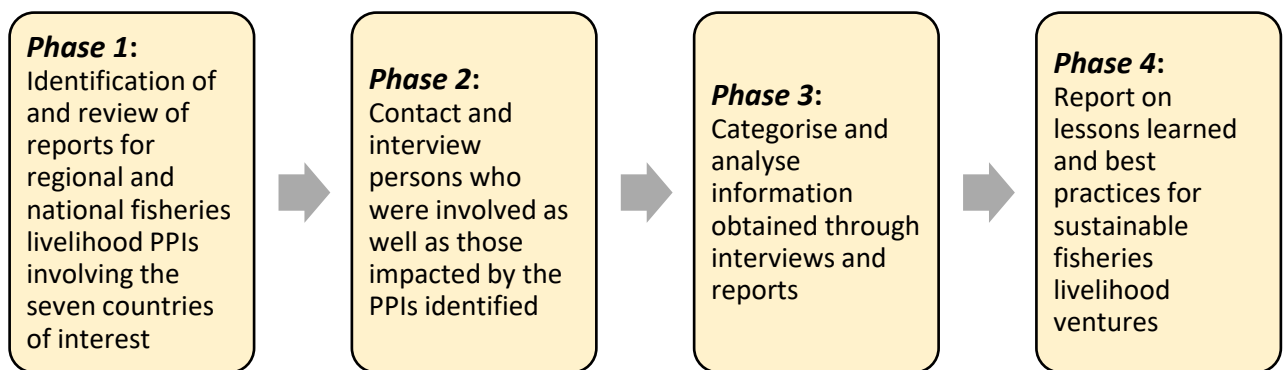 Phase 1:
Identification of
and review of
reports for
regional and
national fisheries
livelihood PPIs
involving the
seven countries
of interest
Phase 2:
Contact and
interview
persons who
were involved as
well as those
impacted by the
PPIs identified
Phase 3:
Categorise and
analyse
information
obtained through
interviews and
reports
Phase 4:
Report on
lessons learned
and best
practices for
sustainable
fisheries
livelihood
ventures